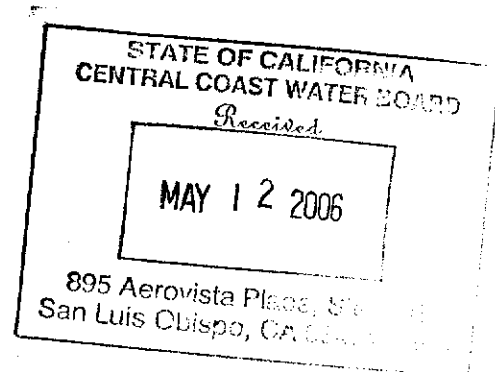 STATE OF CALIFORNIA
CENTRAL COAST WATER BOARD
Received
MAY 12 2006
895 Aerovista Place,
San Luis Obispo, CA